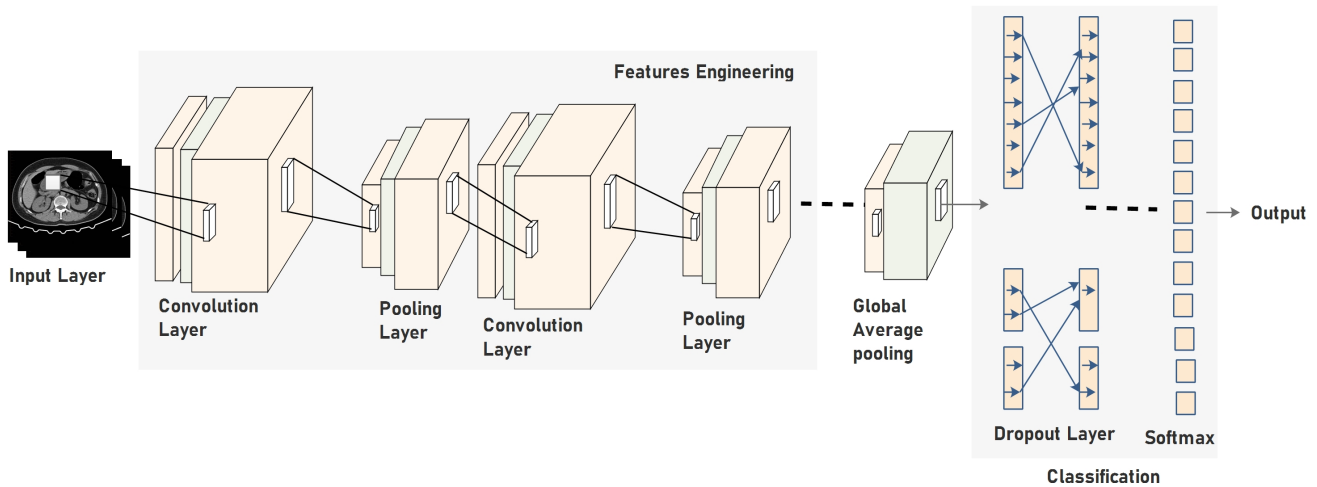 Features Engineering
Input Layer
Convolution
Layer
Pooling
Layer
Convolution
Layer
Pooling
Layer
Global
Average
pooling
Dropout Layer
Softmax
Output
Classification